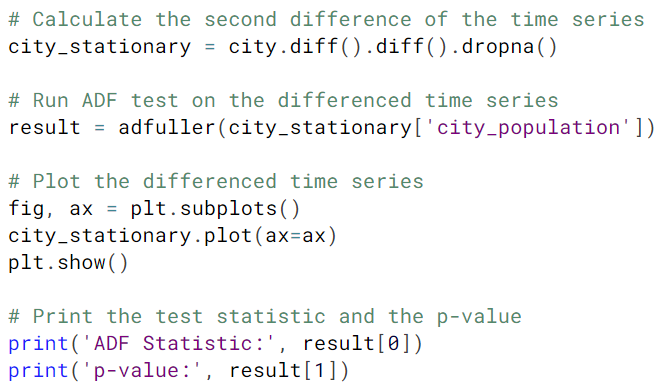 # Calculate the second difference of the time series
city_stationary = city.diff().diff().dropna()
# Run ADF test on the differenced time series
result = adfuller(city_stationary['city_population'])
# Plot the differenced time series
fig, ax = plt.subplots()
city_stationary.plot(ax=ax)
plt.show()
# Print the test statistic and the p-value
print('ADF Statistic:', result[0])
print('p-value:', result[1])